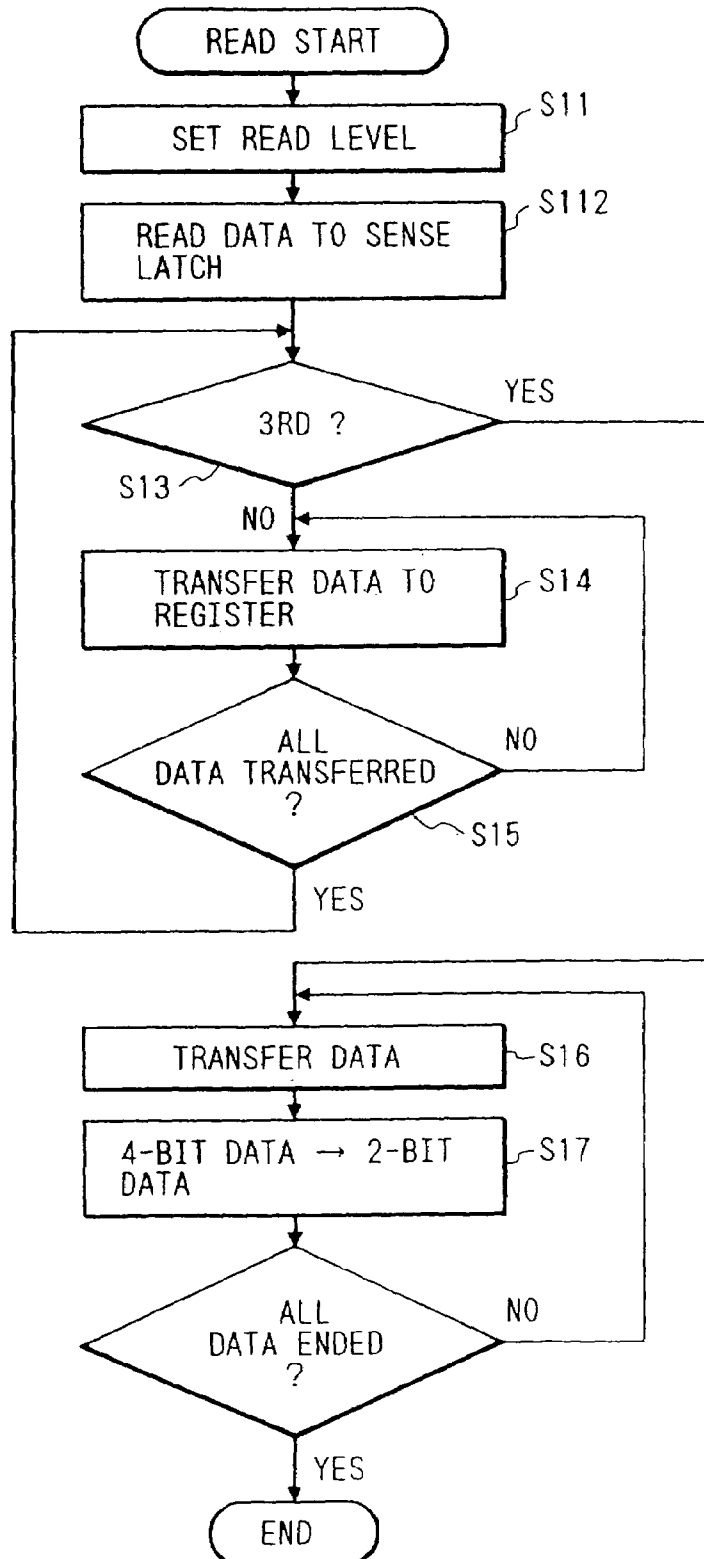 READ START
SET READ LEVEL
S11
READ DATA TO SENSE
LATCH
S112
3RD ?
YES
S13
NO
TRANSFER DATA TO
REGISTER
S14
ALL
DATA TRANSFERRED
?
NO
S15
YES
TRANSFER DATA
S16
4-BIT DATA → 2-BIT
DATA
S17
ALL
DATA ENDED
?
NO
YES
END